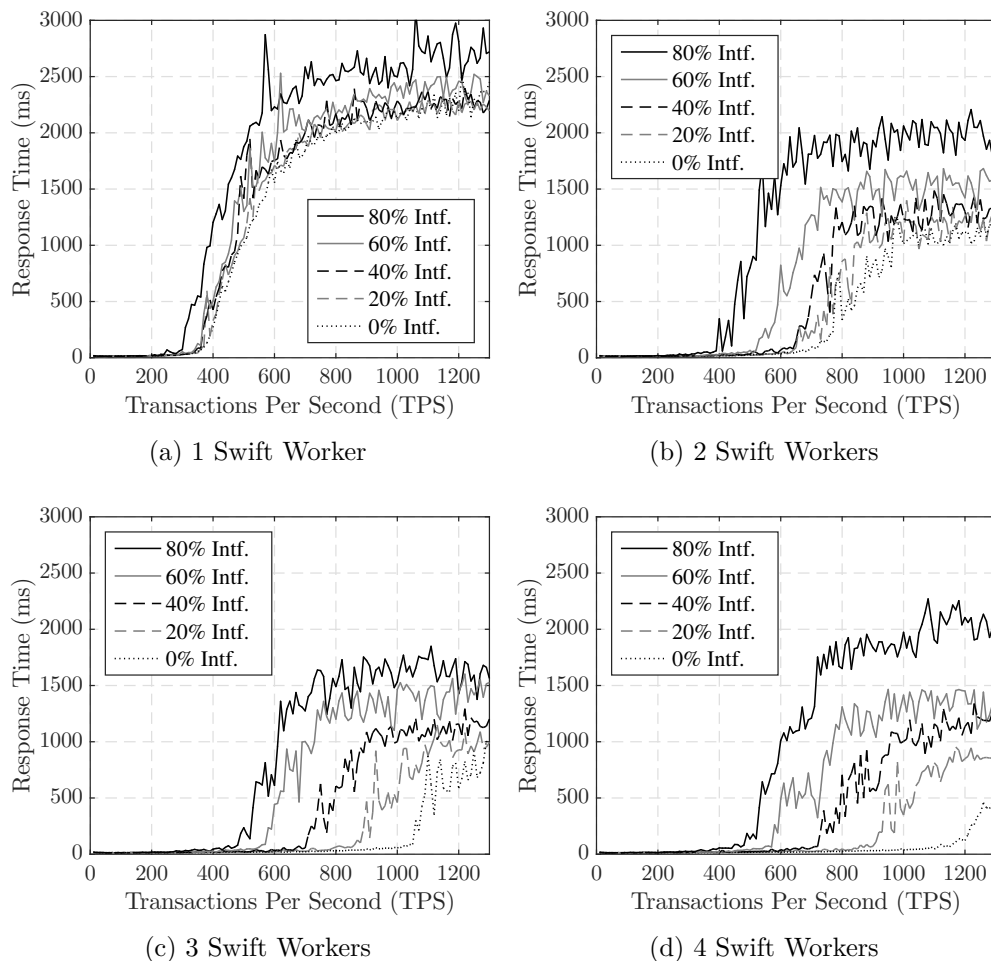 3000
2500
2000
1500
1000
500
0
0 200 400 600 800 1000 1200
Response Time (ms)
Transactions Per Second (TPS)
80% Intf.
60% Intf.
40% Intf.
20% Intf.
0% Intf.
(a) 1 Swift Worker
3000
2500
2000
1500
1000
500
0
0 200 400 600 800 1000 1200
Response Time (ms)
Transactions Per Second (TPS)
80% Intf.
60% Intf.
40% Intf.
20% Intf.
0% Intf.
(b) 2 Swift Workers
3000
2500
2000
1500
1000
500
0
0 200 400 600 800 1000 1200
Response Time (ms)
Transactions Per Second (TPS)
80% Intf.
60% Intf.
40% Intf.
20% Intf.
0% Intf.
(c) 3 Swift Workers
3000
2500
2000
1500
1000
500
0
0 200 400 600 800 1000 1200
Response Time (ms)
Transactions Per Second (TPS)
80% Intf.
60% Intf.
40% Intf.
20% Intf.
0% Intf.
(d) 4 Swift Workers